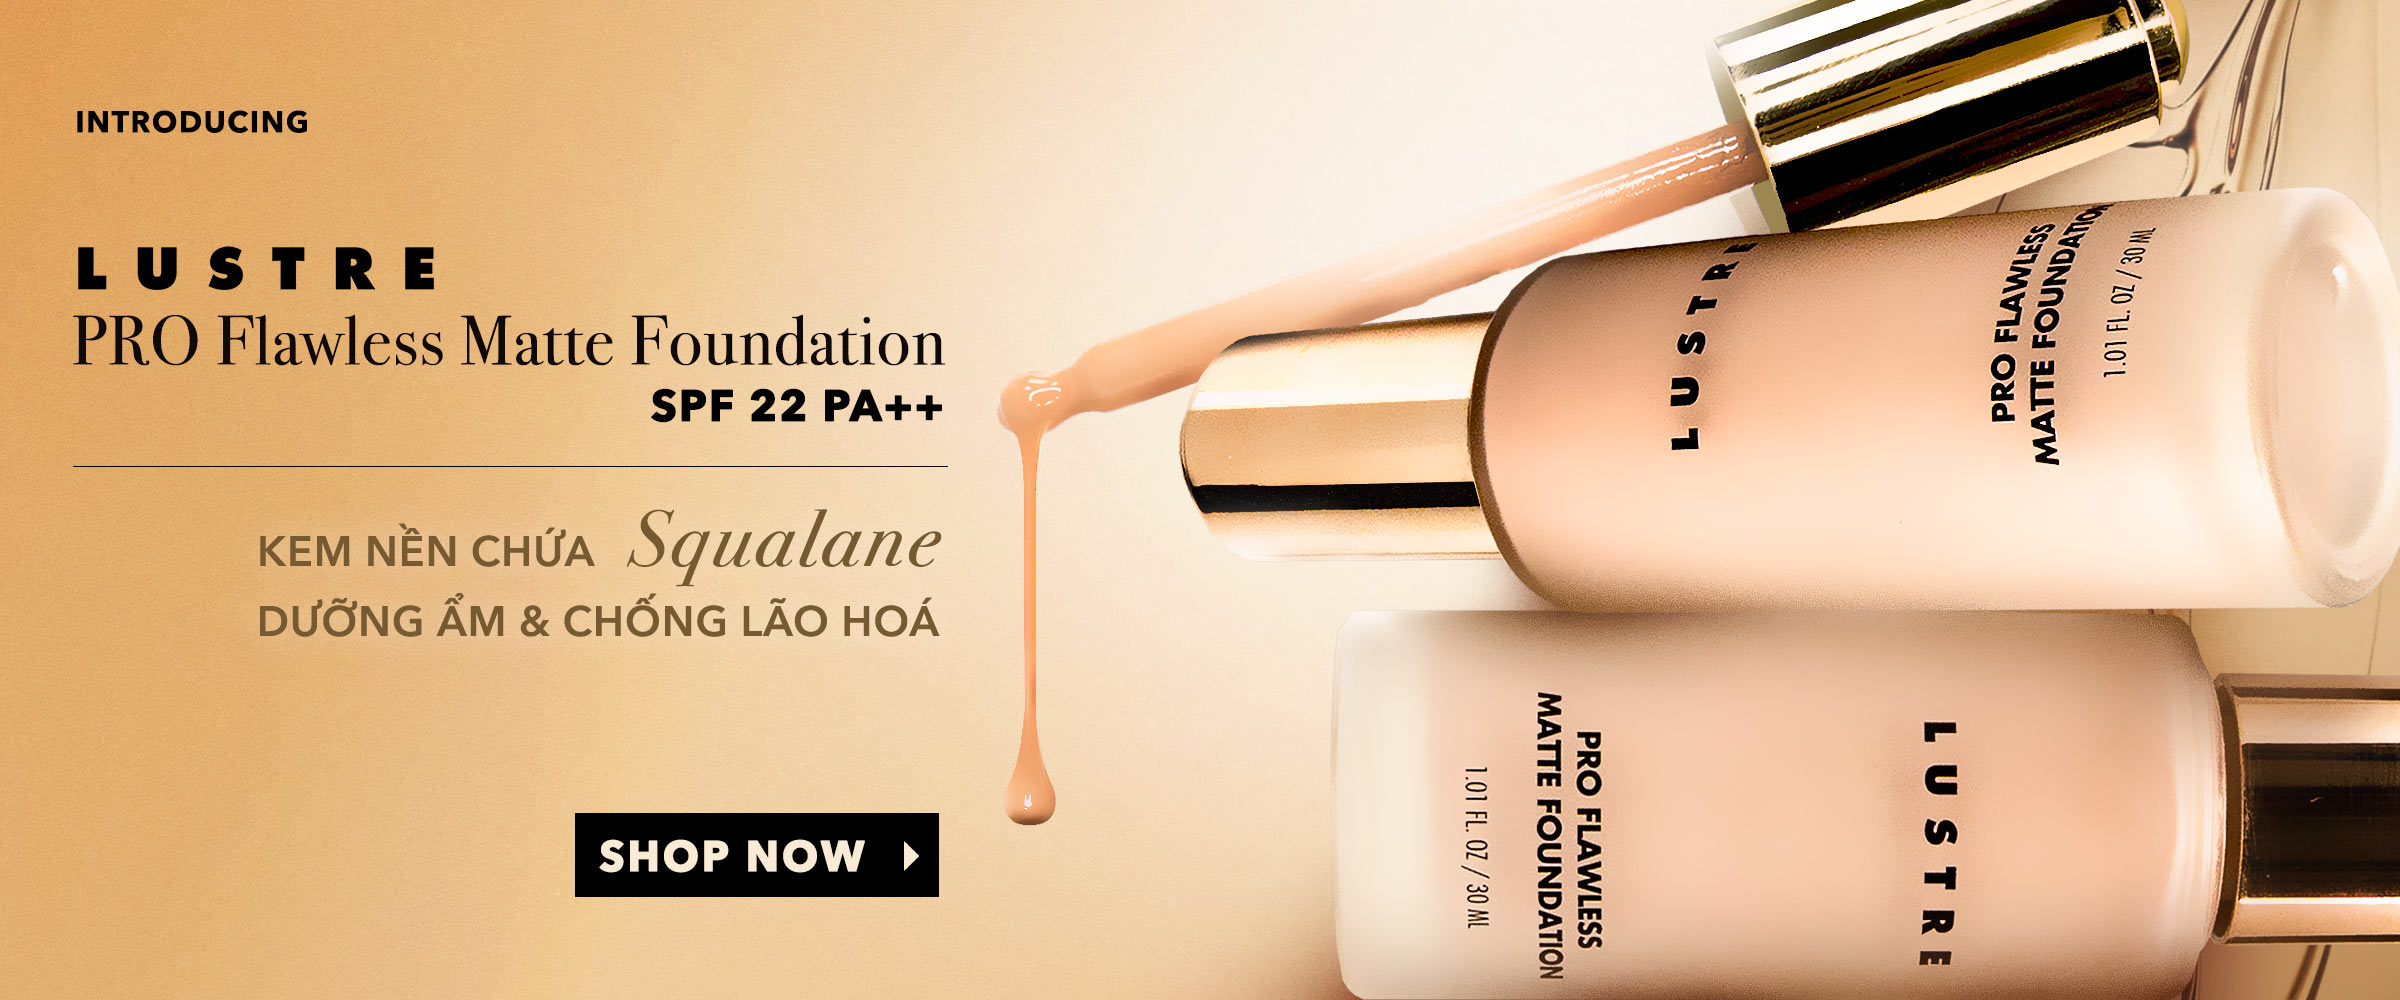 INTRODUCING
LUSTRE
PRO Flawless Matte Foundation
SPF 22 PA++
KEM NỀN CHỨA Squalane
DƯỠNG ẨM & CHỐNG LÃO HOÁ
SHOP NOW
LUSTRE
PRO FLAWLESS
MATTE FOUNDATION
1.01 FL. OZ / 30 ML
LUSTRE
PRO FLAWLESS
MATTE FOUNDATION
1.01 FL. OZ / 30 ML